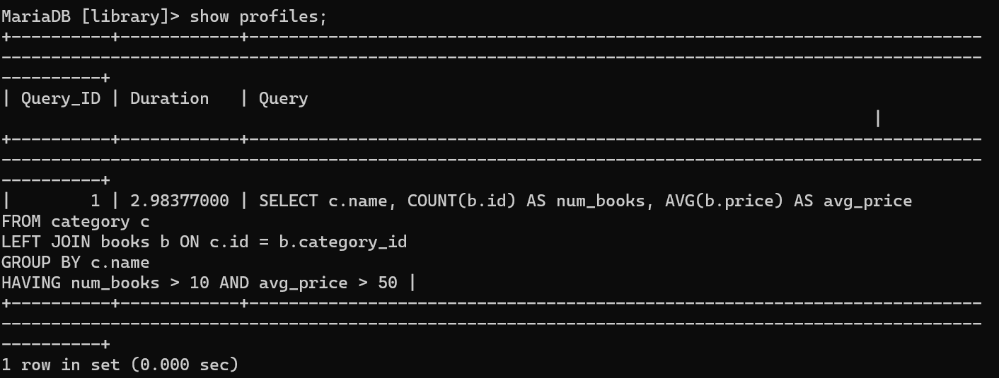 MariaDB [library]> show profiles;
+----------+------------+--------------------------------------------------------------------------
---------------------------------------------------------------------------------------------------
----------+
| Query_ID | Duration   | Query
                                                                                        |
+----------+------------+--------------------------------------------------------------------------
---------------------------------------------------------------------------------------------------
----------+
|        1 | 2.98377000 | SELECT c.name, COUNT(b.id) AS num_books, AVG(b.price) AS avg_price
FROM category c
LEFT JOIN books b ON c.id = b.category_id
GROUP BY c.name
HAVING num_books > 10 AND avg_price > 50 |
+----------+------------+--------------------------------------------------------------------------
---------------------------------------------------------------------------------------------------
----------+
1 row in set (0.000 sec)